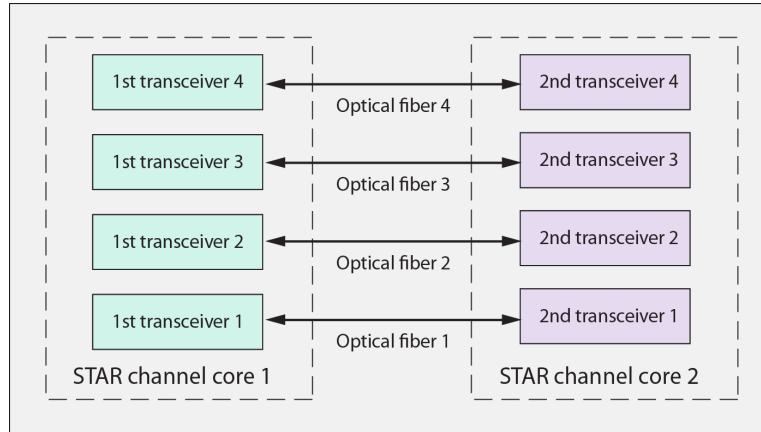 1st transceiver 4
Optical fiber 4
2nd transceiver 4
1st transceiver 3
Optical fiber 3
2nd transceiver 3
1st transceiver 2
Optical fiber 2
2nd transceiver 2
1st transceiver 1
Optical fiber 1
2nd transceiver 1
STAR channel core 1
STAR channel core 2